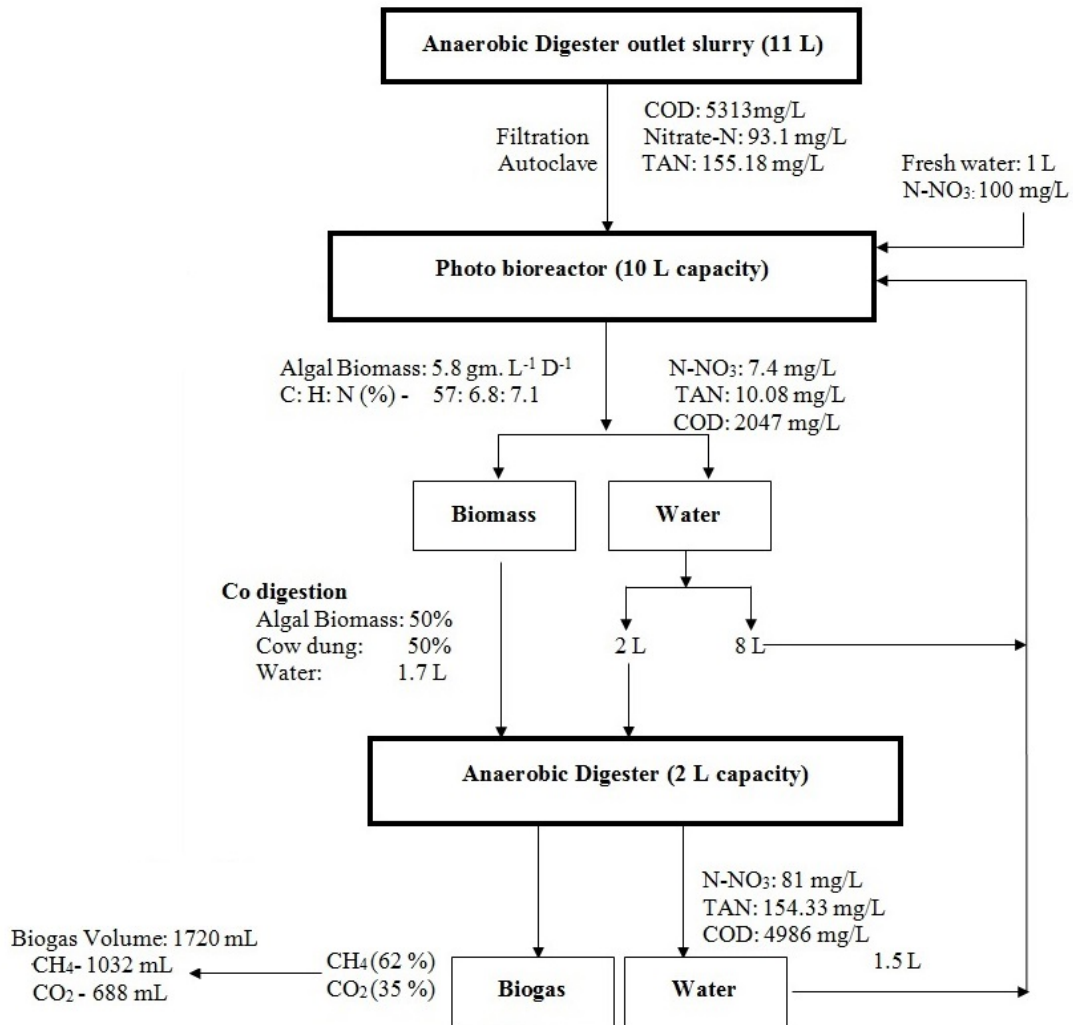 Anaerobic Digester outlet slurry (11 L)
Filtration
Autoclave
COD: 5313mg/L
Nitrate-N: 93.1 mg/L
TAN: 155.18 mg/L
Fresh water: 1 L
N-NO₃: 100 mg/L
Photo bioreactor (10 L capacity)
Algal Biomass: 5.8 gm. L⁻¹ D⁻¹
C: H: N (%) - 57: 6.8: 7.1
N-NO₃: 7.4 mg/L
TAN: 10.08 mg/L
COD: 2047 mg/L
Biomass
Water
Co digestion
Algal Biomass: 50%
Cow dung: 50%
Water: 1.7 L
2 L
8 L
Anaerobic Digester (2 L capacity)
N-NO₃: 81 mg/L
TAN: 154.33 mg/L
COD: 4986 mg/L
1.5 L
Biogas Volume: 1720 mL
CH₄- 1032 mL
CO₂ - 688 mL
CH₄ (62 %)
CO₂ (35 %)
Biogas
Water